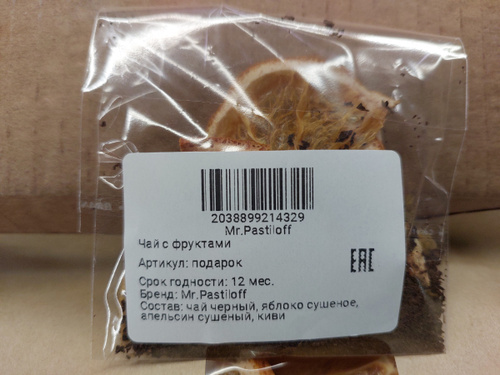 2038899214329
Mr.Pastiloff
Чай с фруктами
Артикул: подарок
EAC
Срок годности: 12 мес.
Бренд: Mr.Pastiloff
Состав: чай черный, яблоко сушеное,
апельсин сушеный, киви